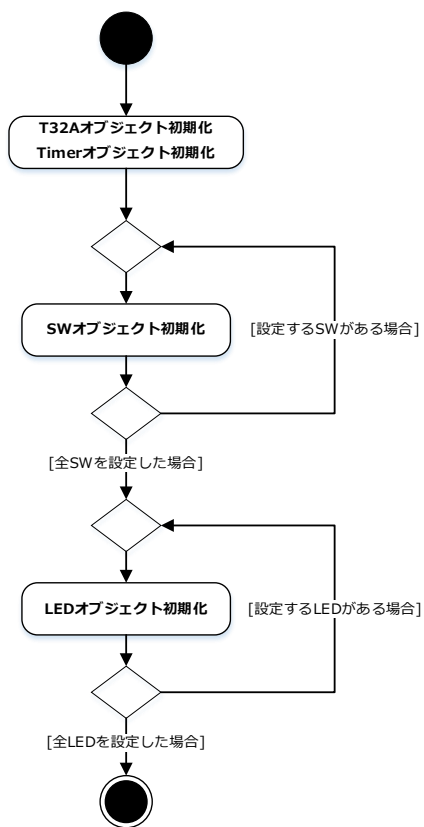 T32Aオブジェクト初期化
Timerオブジェクト初期化
SWオブジェクト初期化
[設定するSWがある場合]
[全SWを設定した場合]
LEDオブジェクト初期化
[設定するLEDがある場合]
[全LEDを設定した場合]